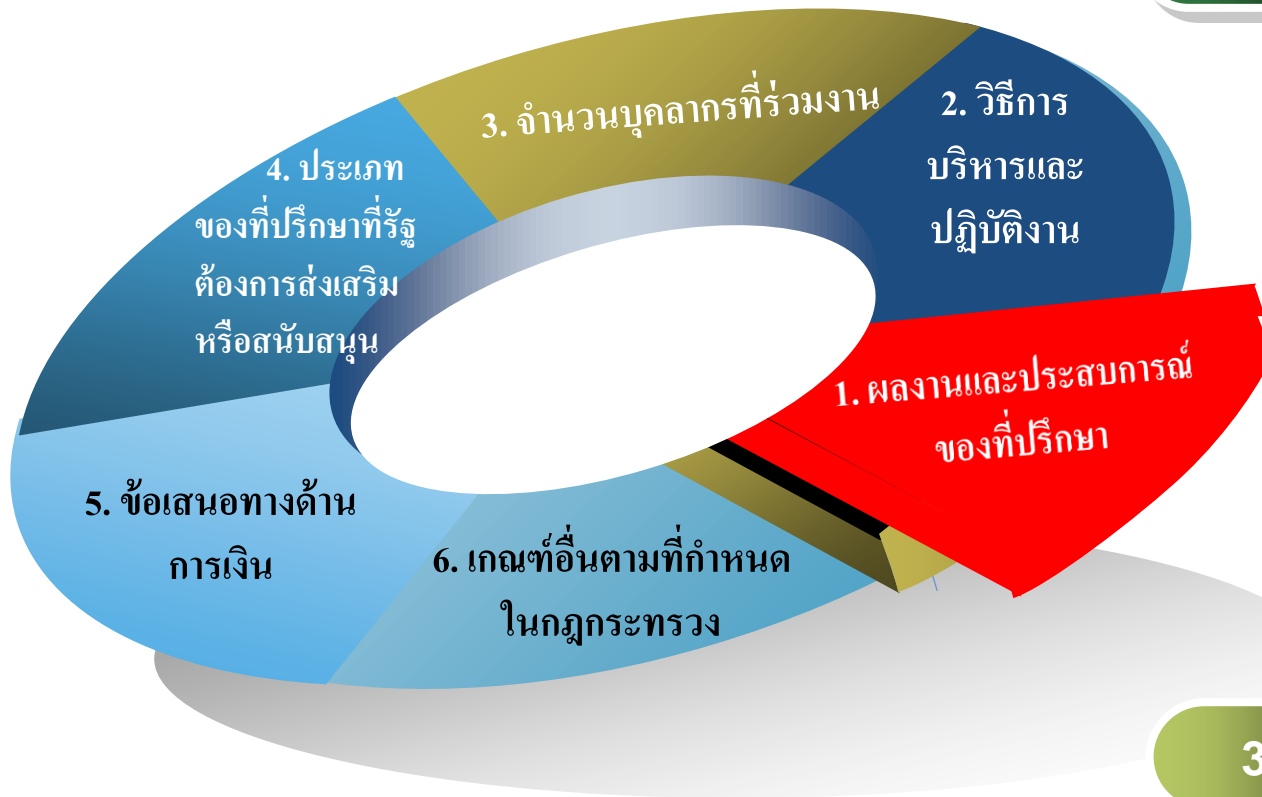 1. ผลงานและประสบการณ์
ของที่ปรึกษา
2. วิธีการ
บริหารและ
ปฏิบัติงาน
3. จำนวนบุคลากรที่ร่วมงาน
4. ประเภท
ของที่ปรึกษาที่รัฐ
ต้องการส่งเสริม
หรือสนับสนุน
5. ข้อเสนอทางด้าน
การเงิน
6. เกณฑ์อื่นตามที่กำหนด
ในกฎกระทรวง